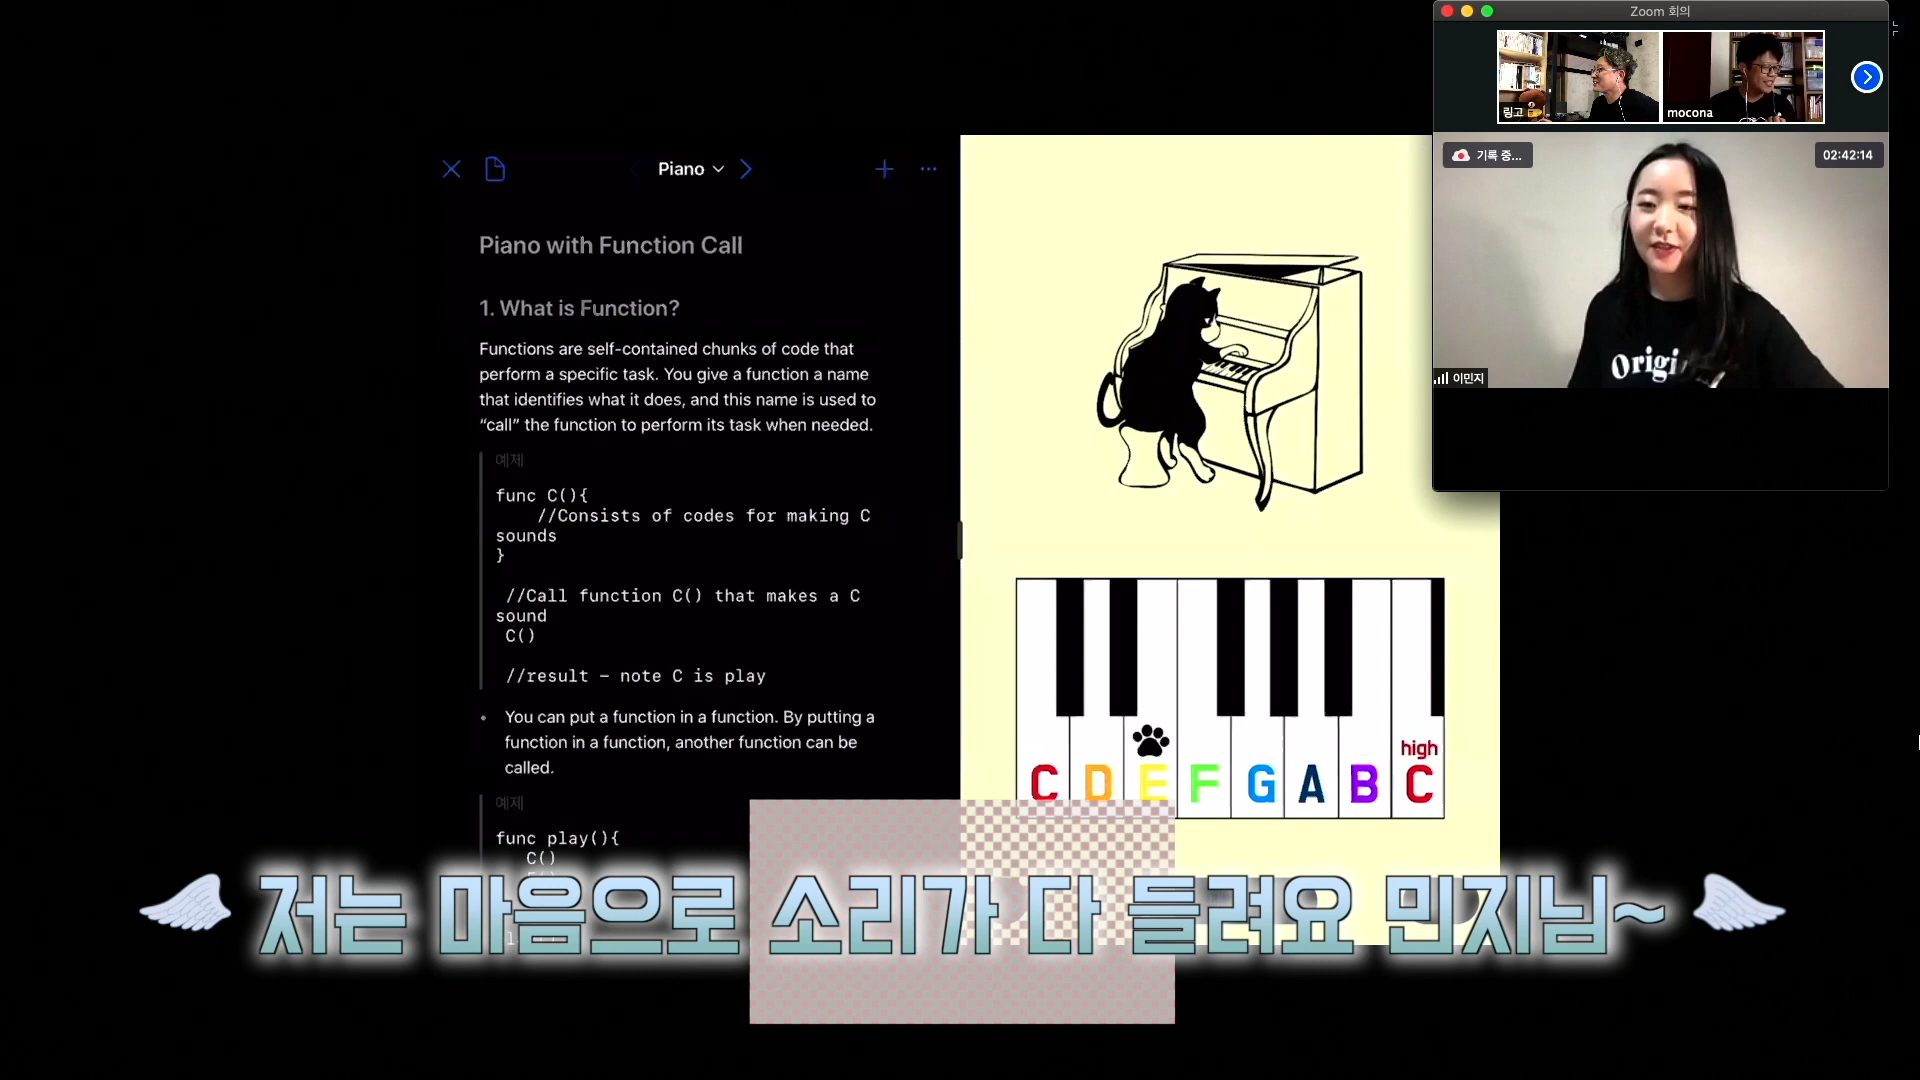 Zoom 회의
링고
mocona
기록 중...
02:42:14
이민지
Origi
Piano
Piano with Function Call
1. What is Function?
Functions are self-contained chunks of code that
perform a specific task. You give a function a name
that identifies what it does, and this name is used to
“call” the function to perform its task when needed.
예제
func C(){
//Consists of codes for making C
sounds
}
//Call function C() that makes a C
sound
C()
//result – note C is play
• You can put a function in a function. By putting a
function in a function, another function can be
called.
예제
func play(){
C()
high
C D E F G A B C
저는 마음으로 소리가 다 들려요 민지님~